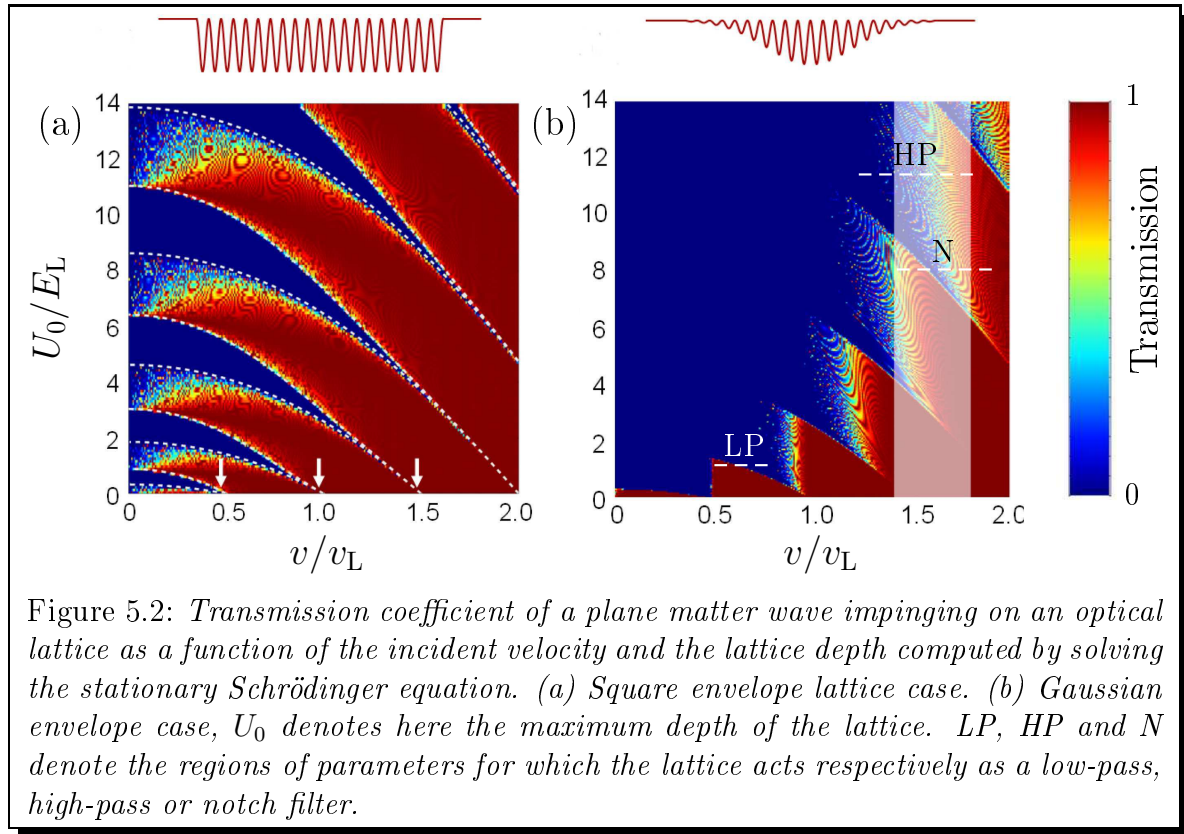 (a)
14
12
10
8
6
4
2
0
U0/EL
0
0.5
1.0
1.5
2.0
v/vL
(b)
14
12
10
8
6
4
2
0
HP
N
LP
0
0.5
1.0
1.5
2.0
v/vL
1
0
Transmission
Figure 5.2: Transmission coefficient of a plane matter wave impinging on an optical
lattice as a function of the incident velocity and the lattice depth computed by solving
the stationary Schrödinger equation. (a) Square envelope lattice case. (b) Gaussian
envelope case, U0 denotes here the maximum depth of the lattice. LP, HP and N
denote the regions of parameters for which the lattice acts respectively as a low-pass,
high-pass or notch filter.